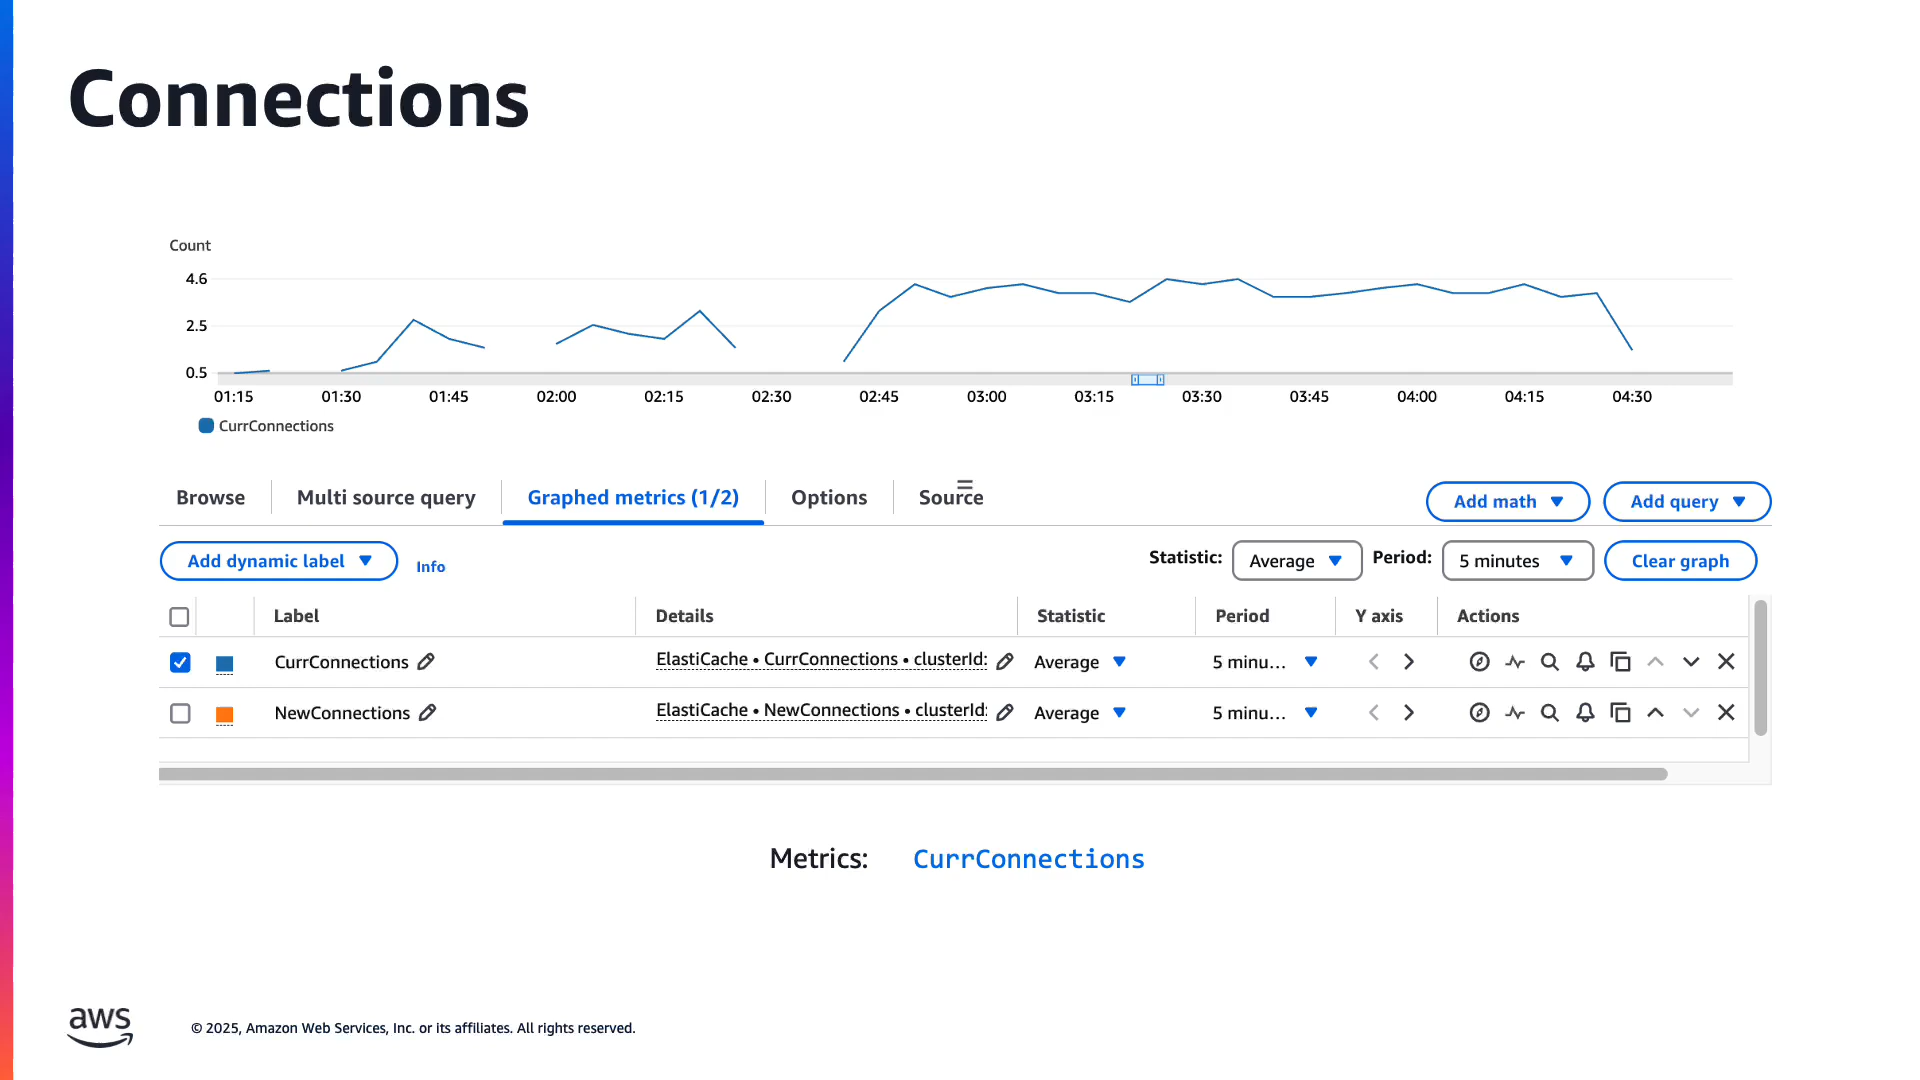 Connections
Count
4.6
2.5
0.5
01:15 01:30 01:45 02:00 02:15 02:30 02:45 03:00 03:15 03:30 03:45 04:00 04:15 04:30
CurrConnections
Browse Multi source query Graphed metrics (1/2) Options Source Add math Add query
Add dynamic label Info Statistic: Average Period: 5 minutes Clear graph
Label Details Statistic Period Y axis Actions
CurrConnections ElastiCache • CurrConnections • clusterId: Average 5 minu...
NewConnections ElastiCache • NewConnections • clusterId: Average 5 minu...
Metrics: CurrConnections
aws © 2025, Amazon Web Services, Inc. or its affiliates. All rights reserved.